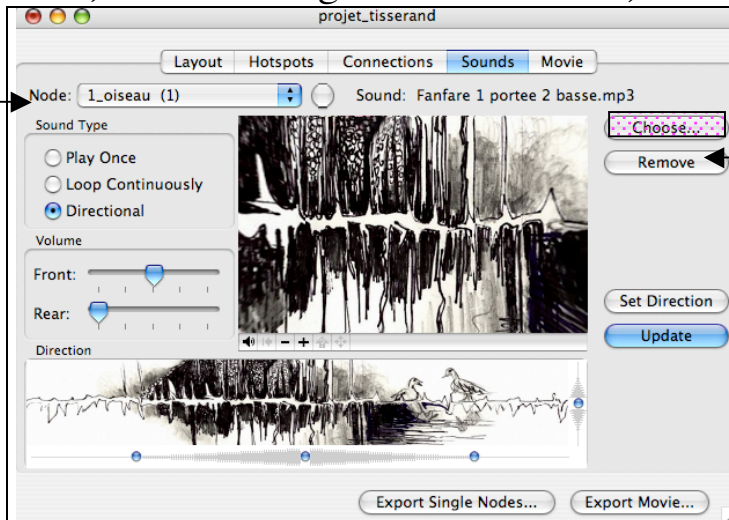 projet_tisserand
Layout Hotspots Connections Sounds Movie
Node: 1_oiseau (1) Sound: Fanfare 1 portee 2 basse.mp3
Sound Type
Choose...
Play Once
Remove
Loop Continuously
Directional
Volume
Front:
Rear:
Set Direction
Update
Direction
Export Single Nodes... Export Movie...